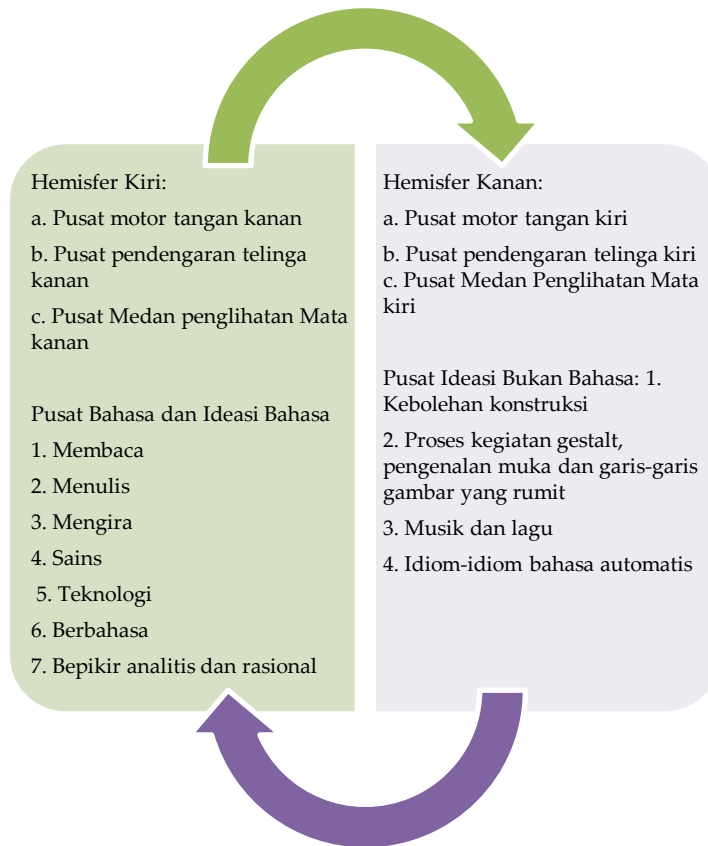 Hemisfer Kiri:
a. Pusat motor tangan kanan
b. Pusat pendengaran telinga
kanan
c. Pusat Medan penglihatan Mata
kanan
Pusat Bahasa dan Ideasi Bahasa
1. Membaca
2. Menulis
3. Mengira
4. Sains
5. Teknologi
6. Berbahasa
7. Bepikir analitis dan rasional
Hemisfer Kanan:
a. Pusat motor tangan kiri
b. Pusat pendengaran telinga kiri
c. Pusat Medan Penglihatan Mata
kiri
Pusat Ideasi Bukan Bahasa: 1.
Kebolehan konstruksi
2. Proses kegiatan gestalt,
pengenalan muka dan garis-garis
gambar yang rumit
3. Musik dan lagu
4. Idiom-idiom bahasa automatis